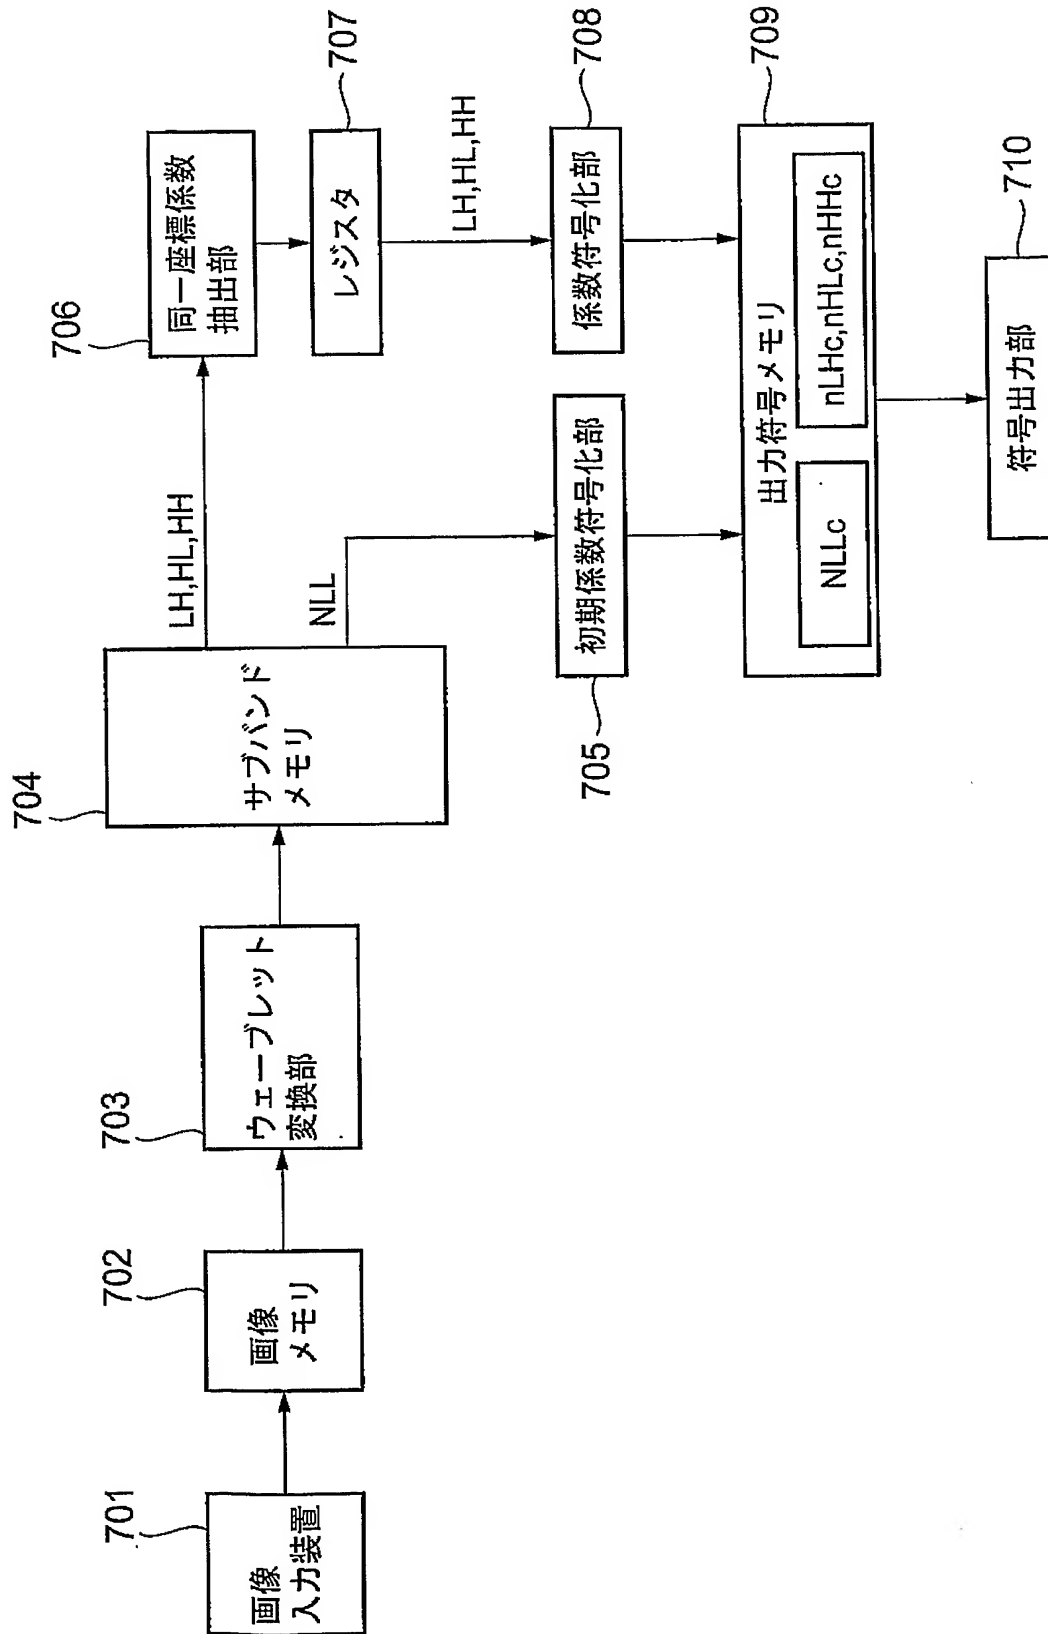 701
画像
入力装置
702
画像
メモリ
703
ウェーブレット
変換部
704
サブバンド
メモリ
LH,HL,HH
NLL
706
同一座標係数
抽出部
707
レジスタ
LH,HL,HH
705
初期係数符号化部
708
係数符号化部
709
出力符号メモリ
NLLc
nLHc,nHLc,nHHc
710
符号出力部